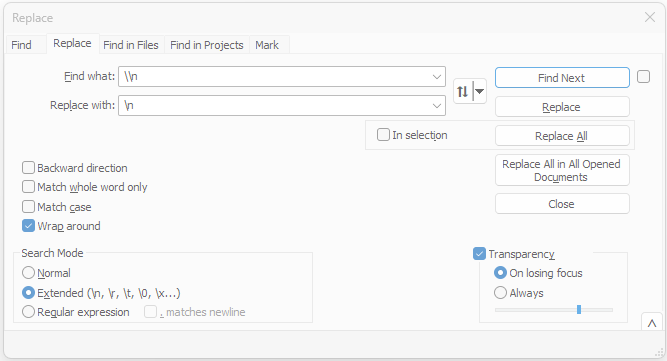 Replace
Find Replace Find in Files Find in Projects Mark
Find what: \\n
Find Next
Replace with: \n
Replace
In selection
Replace All
Backward direction
Replace All in All Opened
Documents
Match whole word only
Match case
Close
Wrap around
Search Mode
Normal
Extended (\n, \r, \t, \0, \x...)
Regular expression
. matches newline
Transparency
On losing focus
Always